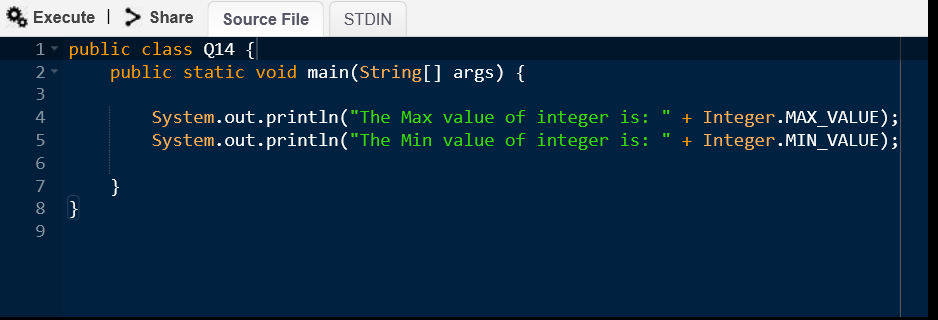 Execute | Share Source File STDIN
1 public class Q14 {
2 public static void main(String[] args) {
3
4 System.out.println("The Max value of integer is: " + Integer.MAX_VALUE);
5 System.out.println("The Min value of integer is: " + Integer.MIN_VALUE);
6
7 }
8 }
9